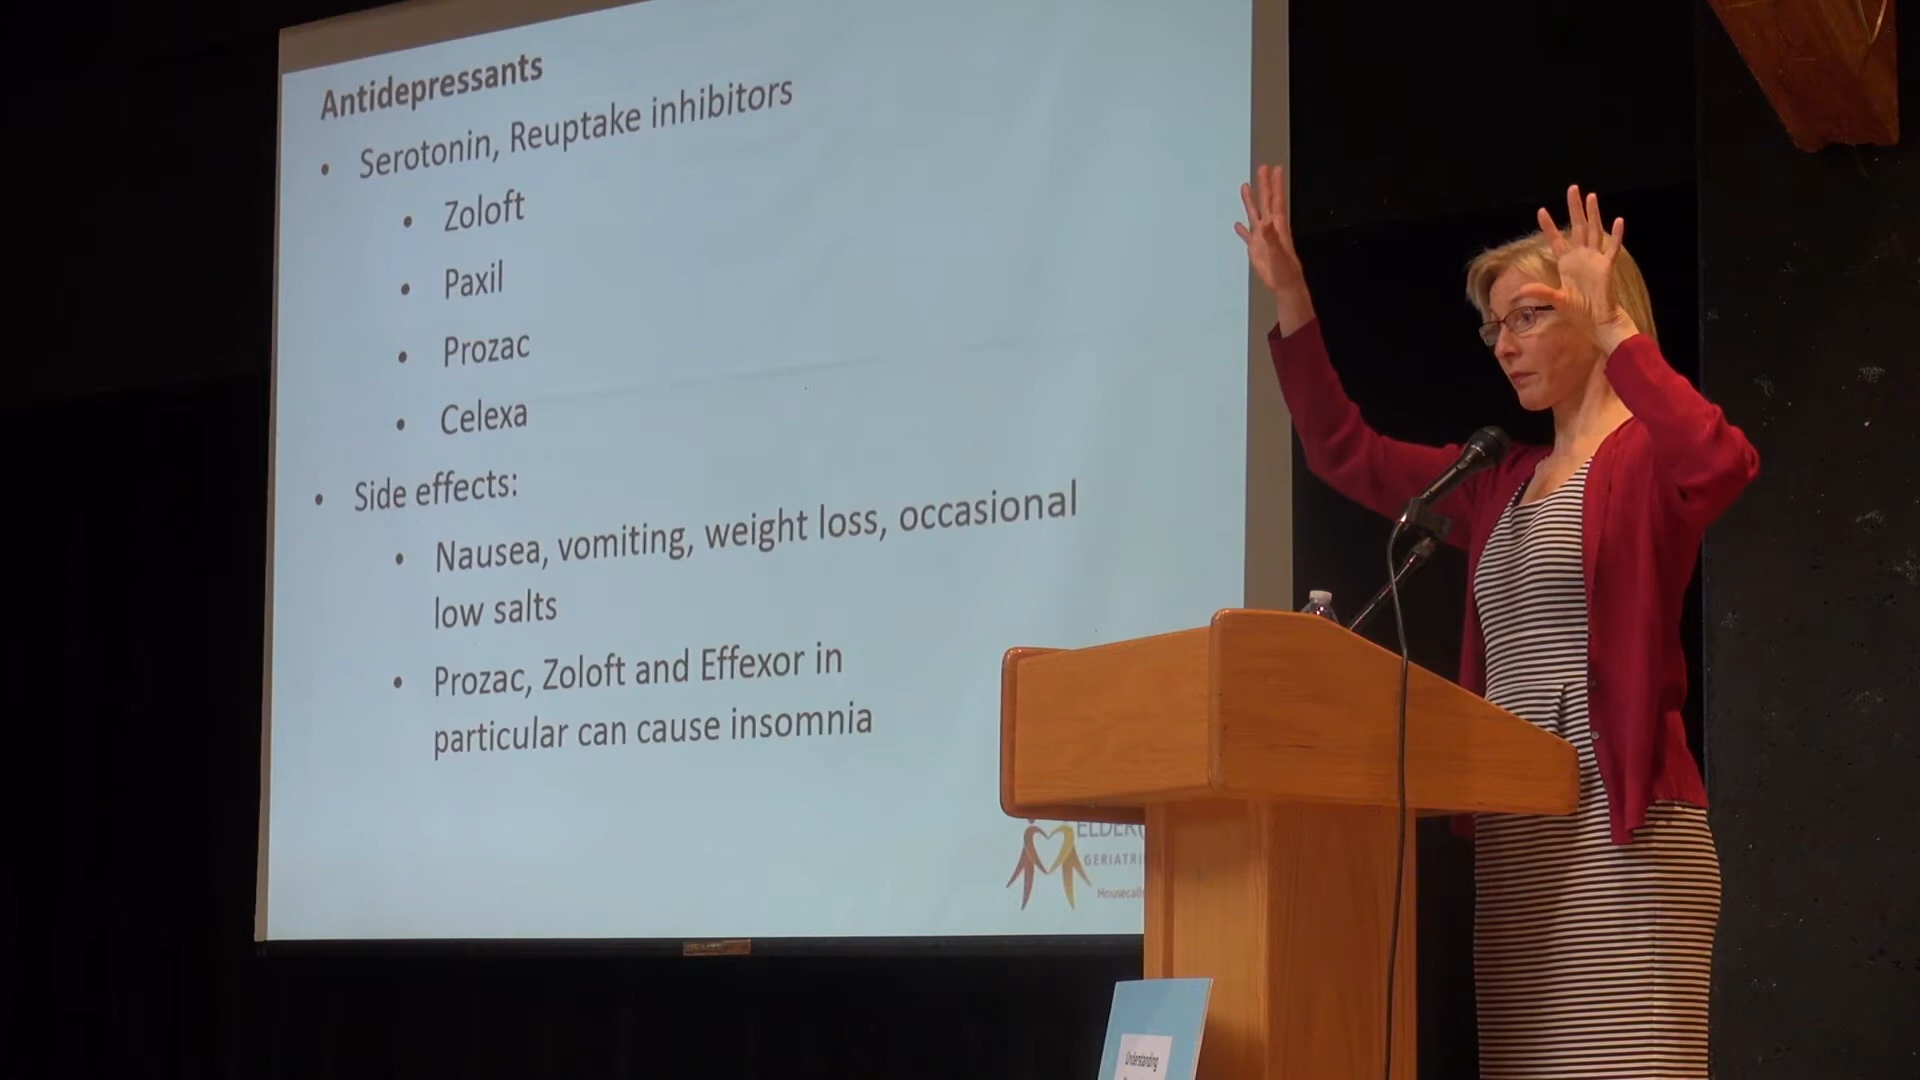 Antidepressants
• Serotonin, Reuptake inhibitors
• Zoloft
• Paxil
• Prozac
• Celexa
• Side effects:
• Nausea, vomiting, weight loss, occasional
low salts
• Prozac, Zoloft and Effexor in
particular can cause insomnia
Understanding